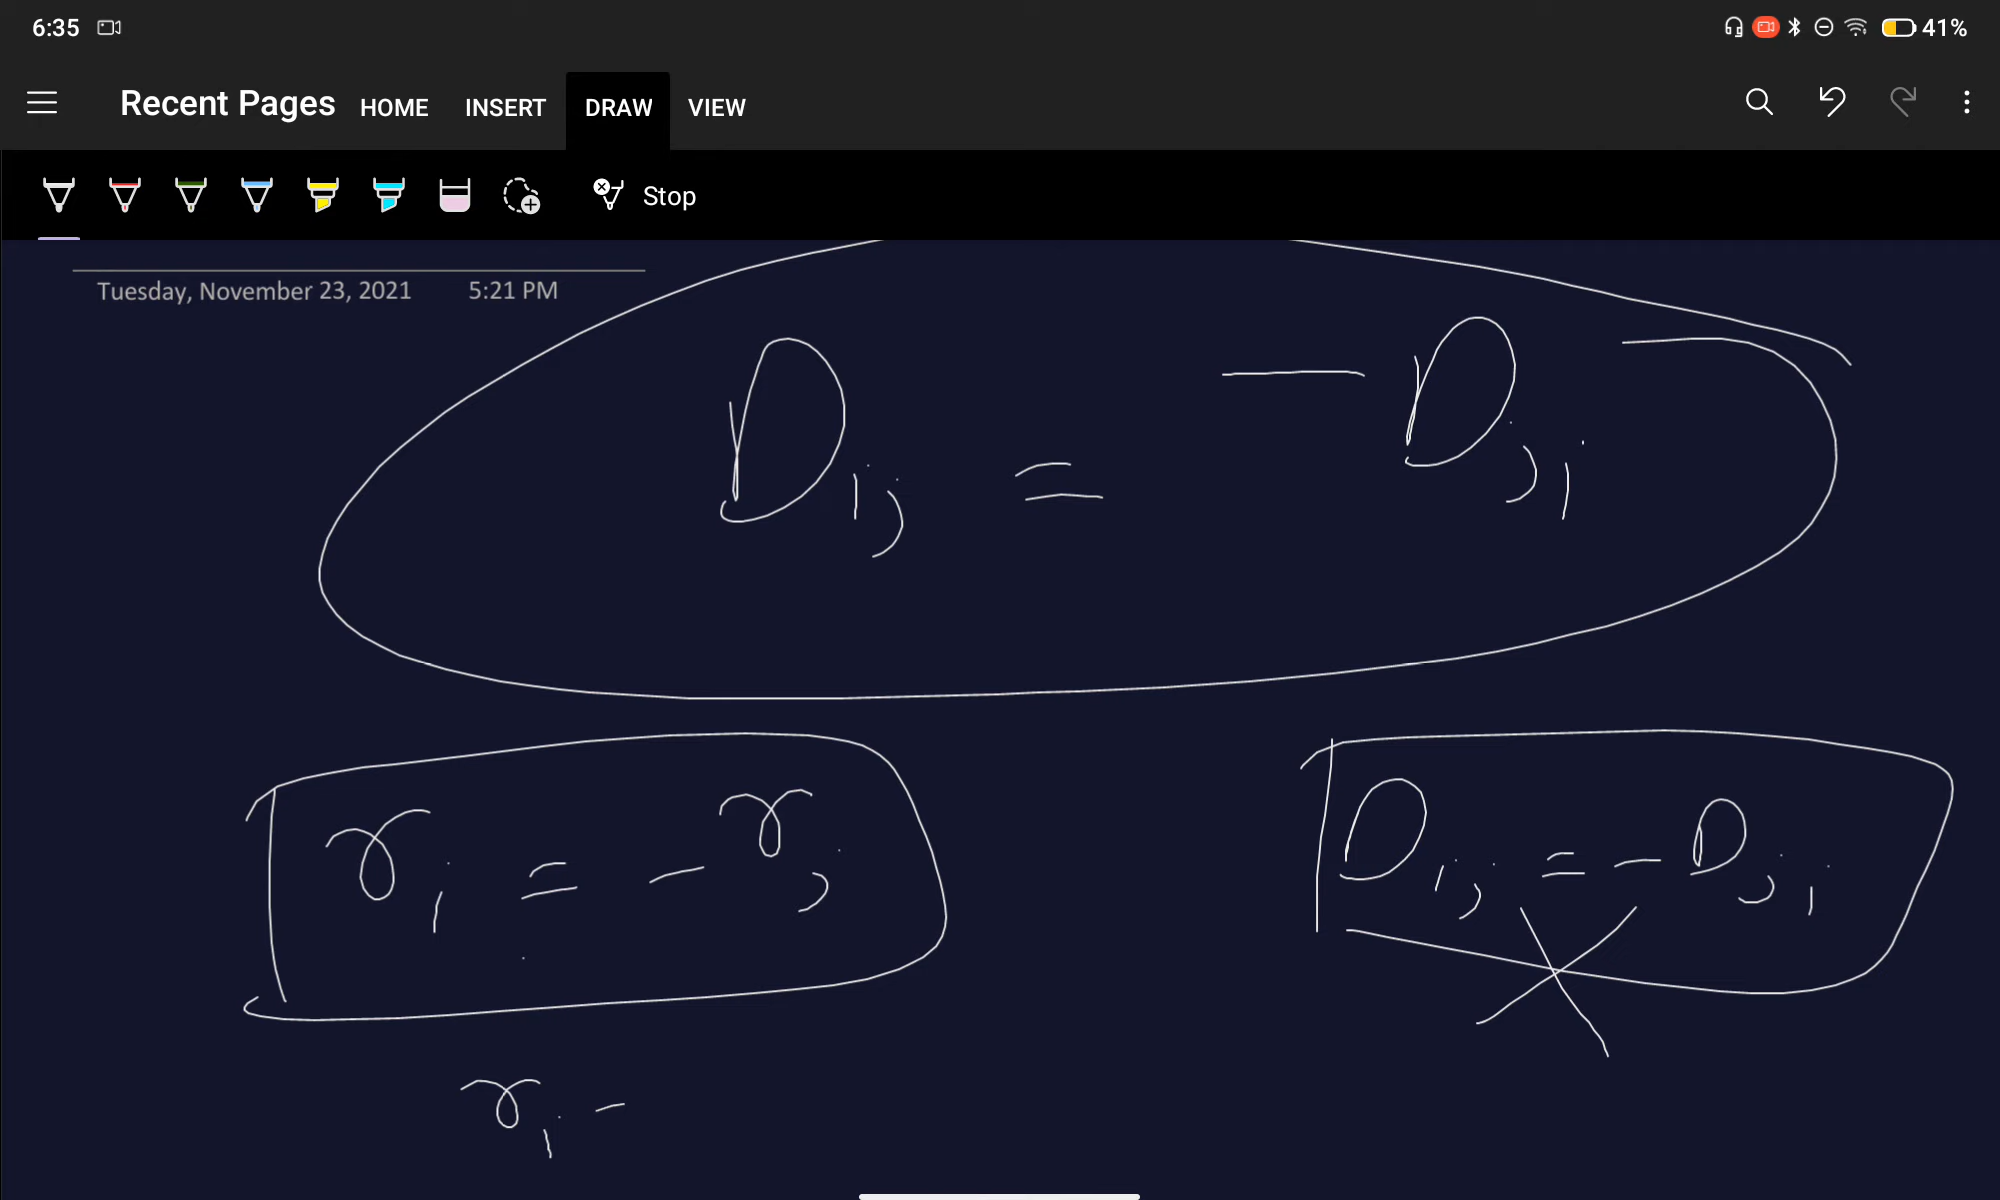 6:35 41%
Recent Pages HOME INSERT DRAW VIEW
Stop
Tuesday, November 23, 2021 5:21 PM
Dij = -Dji
γi = -γj
Dij = -Dji
γi -